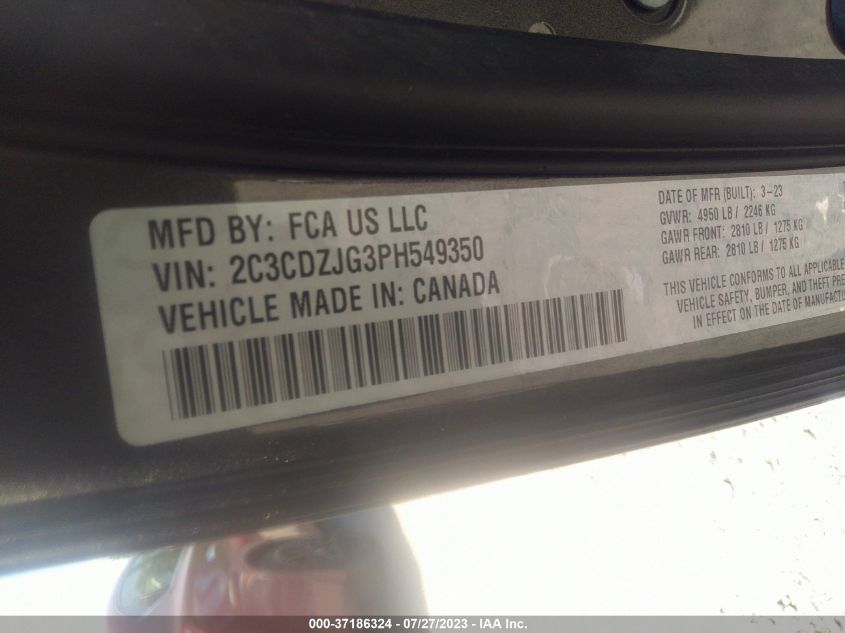 MFD BY: FCA US LLC
VIN: 2C3CDZJG3PH549350
VEHICLE MADE IN: CANADA
DATE OF MFR (BUILT): 3-23
GVWR: 4950 LB / 2246 KG
GAWR FRONT: 2810 LB / 1275 KG
GAWR REAR: 2810 LB / 1275 KG
THIS VEHICLE CONFORMS TO ALL APPLICABLE
VEHICLE SAFETY, BUMPER, AND THEFT PRE
IN EFFECT ON THE DATE OF MANUFACTU
000-37186324 - 07/27/2023 - IAA Inc.